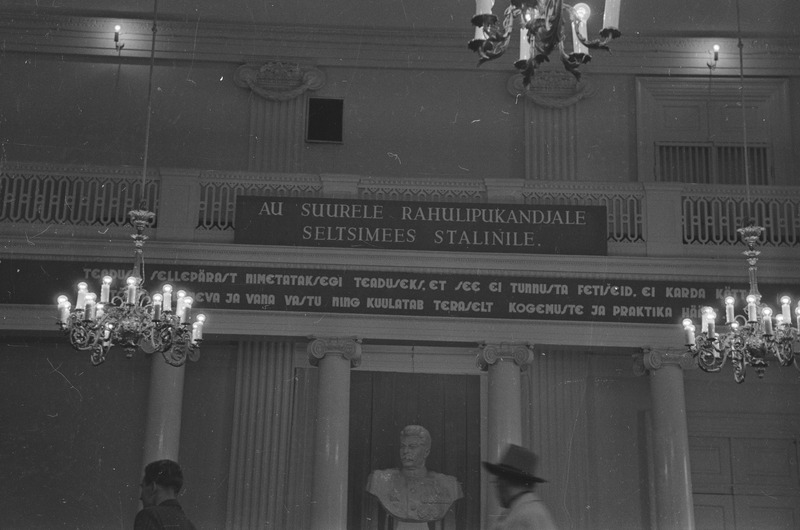 AU SUURELE RAHULIPUKANDJALE
SELTSIMEES STALINILE.
TEADUS SELLEPÄRAST NIMETATAKSEGI TEADUSEKS, ET SEE EI TUNNUSTA FETIŠEID, EI KARDA
JA VANA VASTU NING KUULATAB TERASELT KOGEMUSTE JA PRAKTIKA